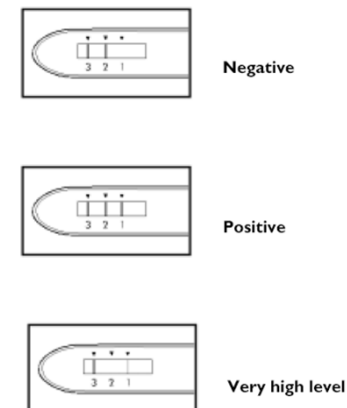 3 2 1
Negative
3 2 1
Positive
3 2 1
Very high level